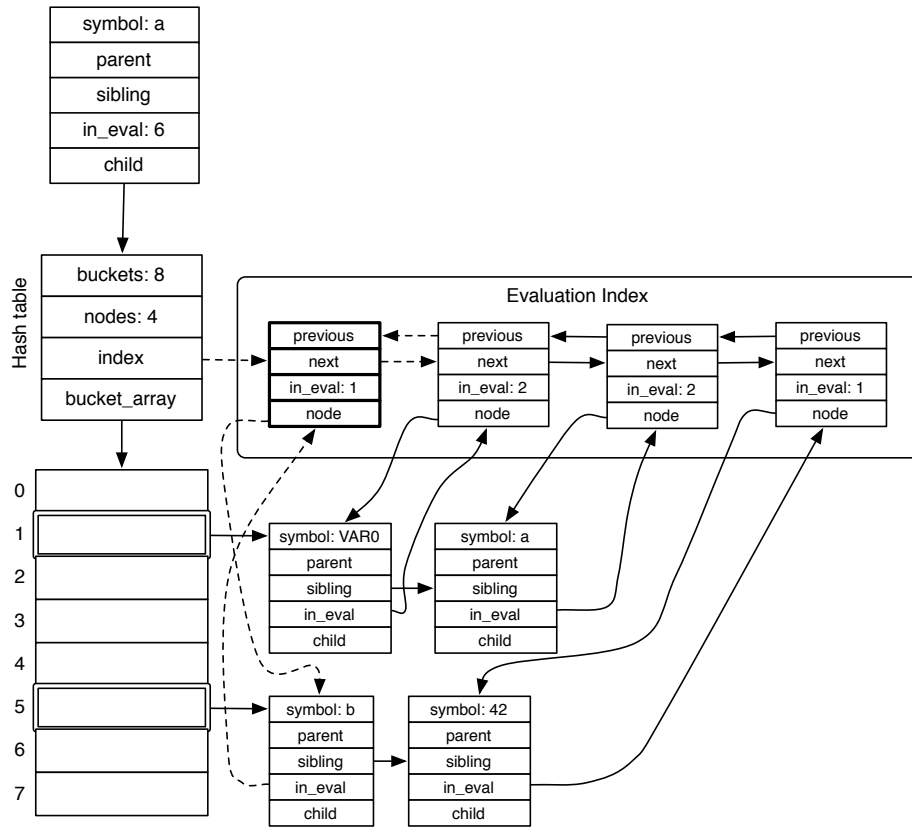 symbol: a
parent
sibling
in_eval: 6
child
Hash table
buckets: 8
nodes: 4
index
bucket_array
Evaluation Index
previous
next
in_eval: 1
node
previous
next
in_eval: 2
node
previous
next
in_eval: 2
node
previous
next
in_eval: 1
node
0
1
2
3
4
5
6
7
symbol: VAR0
parent
sibling
in_eval
child
symbol: a
parent
sibling
in_eval
child
symbol: b
parent
sibling
in_eval
child
symbol: 42
parent
sibling
in_eval
child